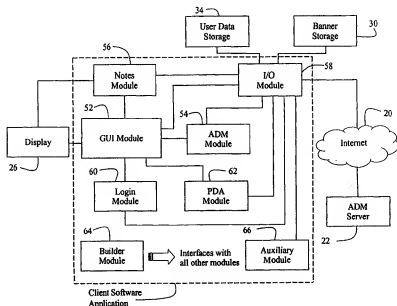 34
User Data
Storage
Banner
Storage
30
56
Notes
Module
I/O
Module
58
52
GUI Module
54
ADM
Module
20
Display
26
Internet
60
Login
Module
62
PDA
Module
ADM
Server
22
64
Builder
Module
Interfaces with
all other modules
66
Auxiliary
Module
Client Software
Application